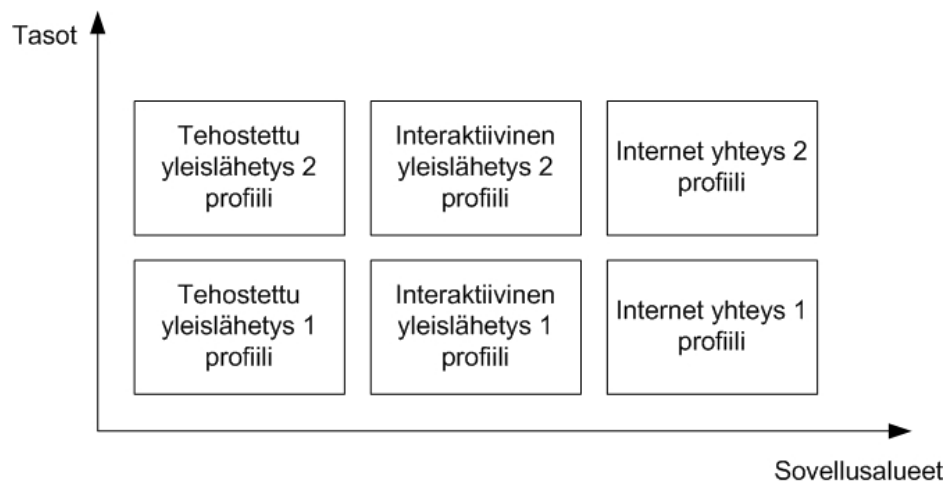 Tasot
Tehostettu
yleislähetys 2
profiili
Interaktiivinen
yleislähetys 2
profiili
Internet yhteys 2
profiili
Tehostettu
yleislähetys 1
profiili
Interaktiivinen
yleislähetys 1
profiili
Internet yhteys 1
profiili
Sovellusalueet